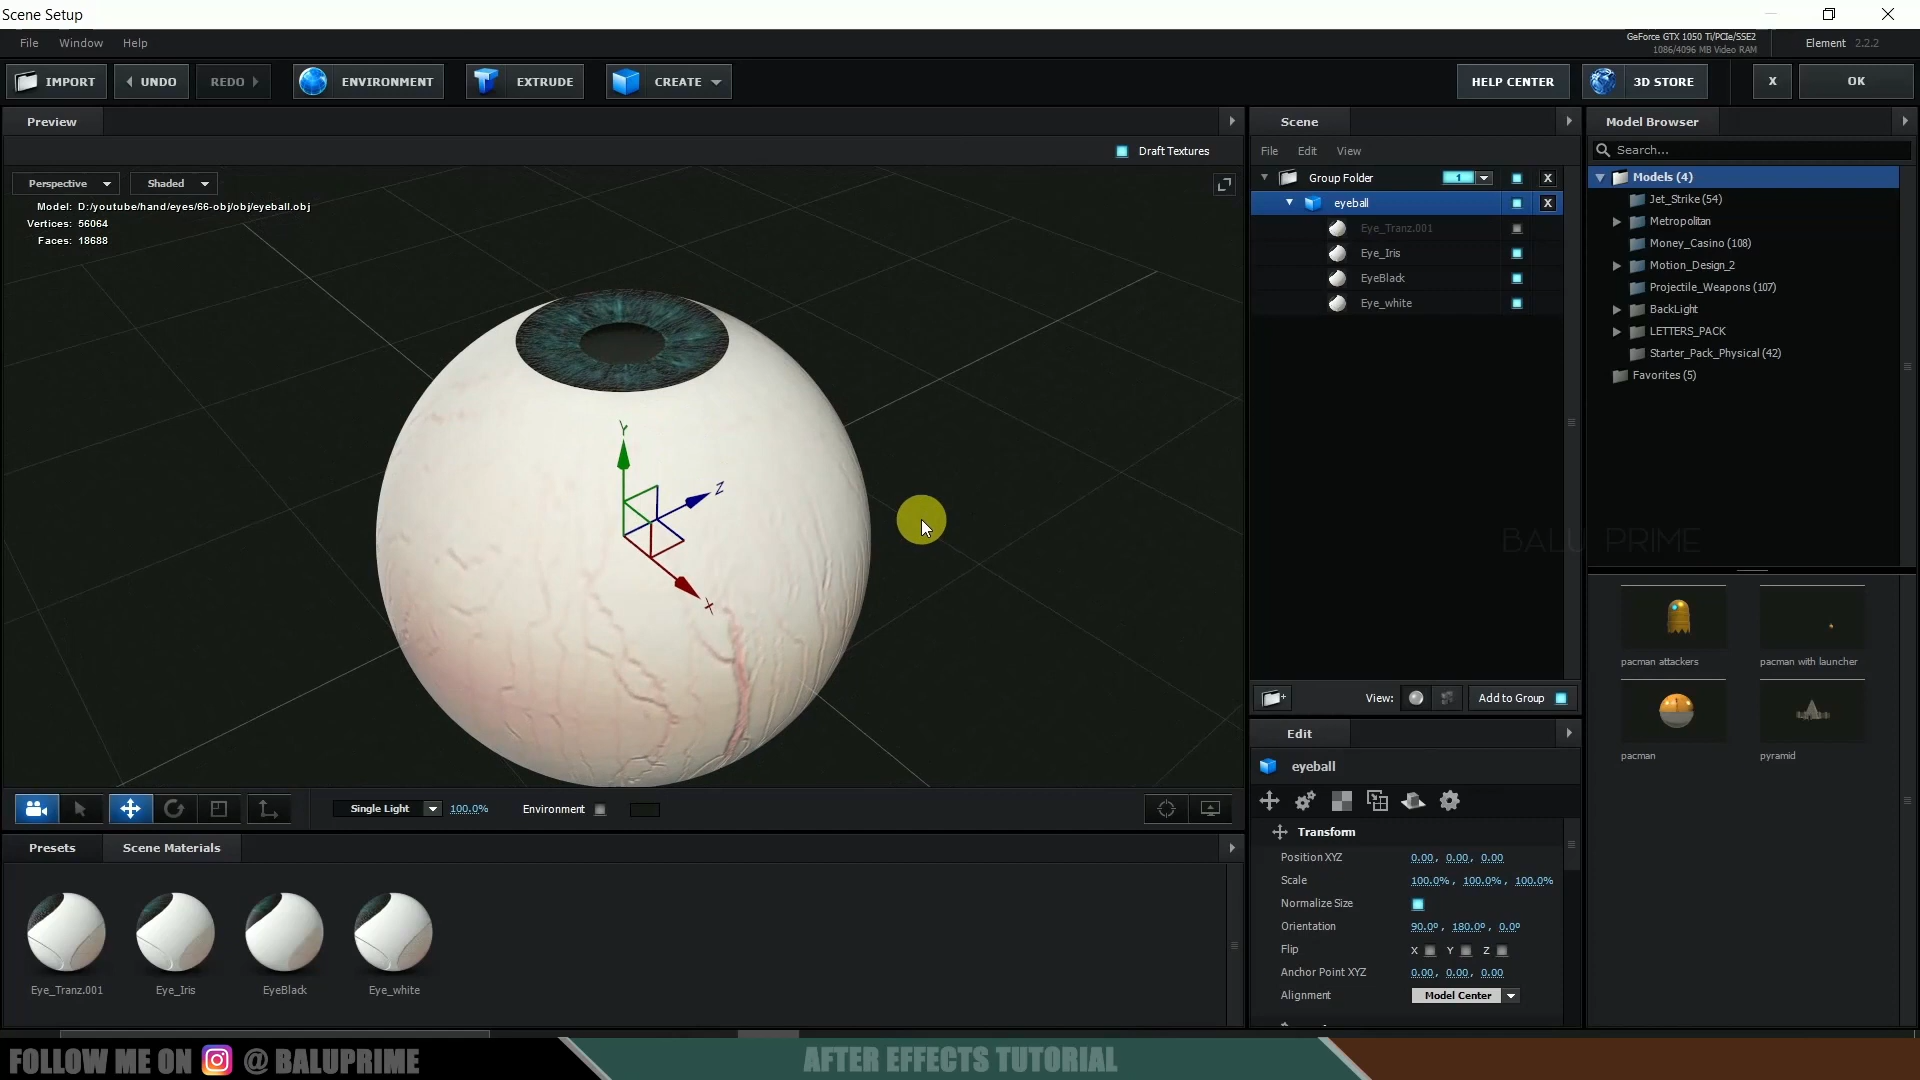 Scene Setup
File Window Help
GeForce GTX 1050 Ti/PCIe/SSE2
1086/4096 MB Video RAM
Element 2.2.2
IMPORT UNDO REDO ENVIRONMENT EXTRUDE CREATE HELP CENTER 3D STORE X OK
Preview
Draft Textures
Perspective Shaded
Model: D:/youtube/hand/eyes/66-obj/obj/eyeball.obj
Vertices: 56064
Faces: 18688
Y
Z
X
Single Light 100.0% Environment
Presets Scene Materials
Eye_Tranz.001 Eye_Iris EyeBlack Eye_white
Scene
File Edit View
Group Folder 1 X
eyeball X
Eye_Tranz.001
Eye_Iris
EyeBlack
Eye_white
View: Add to Group
Edit
eyeball
Transform
Position XYZ 0.00, 0.00, 0.00
Scale 100.0%, 100.0%, 100.0%
Normalize Size
Orientation 90.0º, 180.0º, 0.0º
Flip X Y Z
Anchor Point XYZ 0.00, 0.00, 0.00
Alignment Model Center
Model Browser
Search...
Models (4)
Jet_Strike (54)
Metropolitan
Money_Casino (108)
Motion_Design_2
Projectile_Weapons (107)
BackLight
LETTERS_PACK
Starter_Pack_Physical (42)
Favorites (5)
BALU PRIME
pacman attackers pacman with launcher
pacman pyramid
FOLLOW ME ON @ BALUPRIME
AFTER EFFECTS TUTORIAL